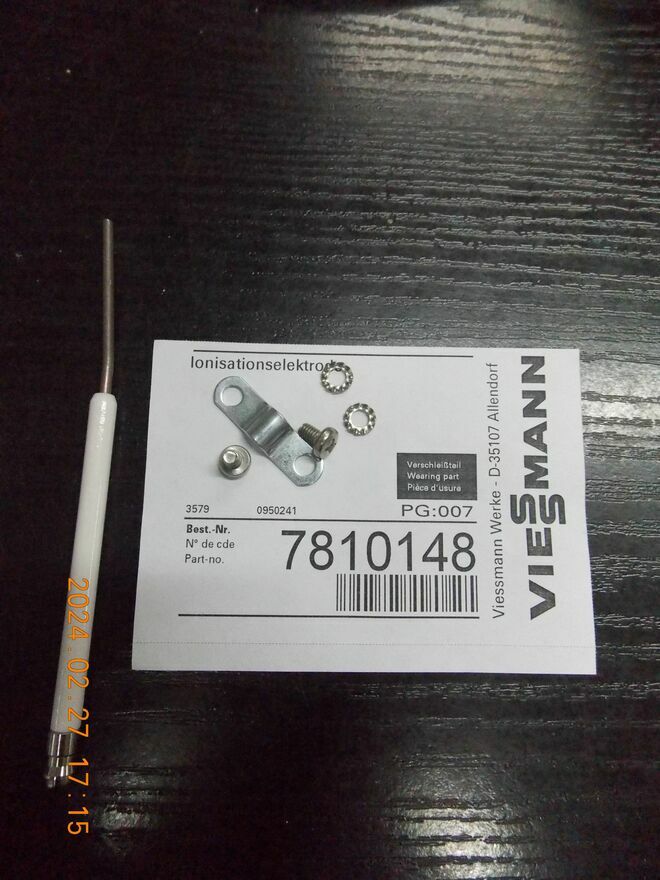 Ionisationselektrode
Verschleißteil
Wearing part
Pièce d'usure
3579 0950241 PG:007
Best.-Nr.
N° de cde
Part-no.
7810148
Viessmann Werke - D-35107 Allendorf
VIESSMANN
2024.02.27 17:15